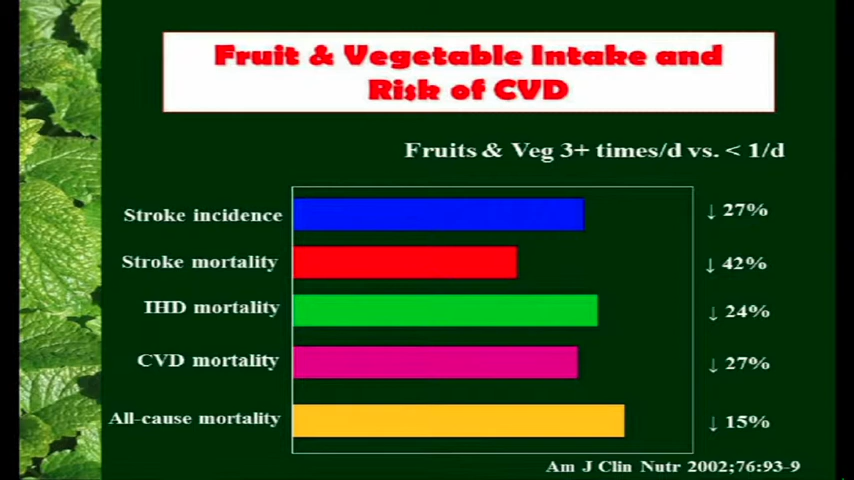 Fruit & Vegetable Intake and
Risk of CVD
Fruits & Veg 3+ times/d vs. < 1/d
Stroke incidence ↓ 27%
Stroke mortality ↓ 42%
IHD mortality ↓ 24%
CVD mortality ↓ 27%
All-cause mortality ↓ 15%
Am J Clin Nutr 2002;76:93-9